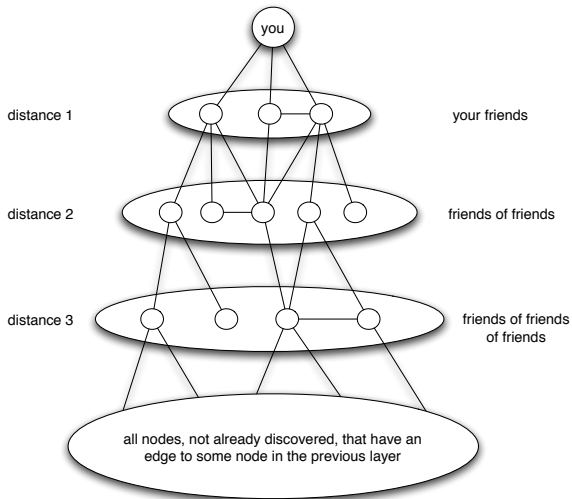 you
distance 1
your friends
distance 2
friends of friends
distance 3
friends of friends
of friends
all nodes, not already discovered, that have an
edge to some node in the previous layer